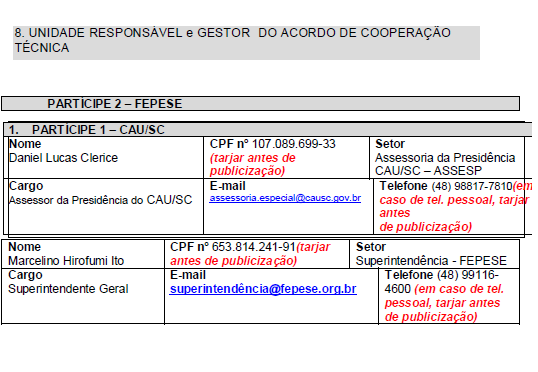 8. UNIDADE RESPONSÁVEL e GESTOR DO ACORDO DE COOPERAÇÃO
TÉCNICA
PARTÍCIPE 2 – FEPESE
1. PARTÍCIPE 1 – CAU/SC
Nome
Daniel Lucas Clerice
CPF nº 107.089.699-33
(tarjar antes de
publicização)
Setor
Assessoria da Presidência
CAU/SC – ASSESP
Cargo
Assessor da Presidência do CAU/SC
E-mail
assessoria.especial@causc.gov.br
Telefone (48) 98817-7810(em
caso de tel. pessoal, tarjar
antes
de publicização)
Nome
Marcelino Hirofumi Ito
CPF nº 653.814.241-91(tarjar
antes de publicização)
Setor
Superintendência - FEPESE
Cargo
Superintendente Geral
E-mail
superintendência@fepese.org.br
Telefone (48) 99116-
4600 (em caso de tel.
pessoal, tarjar antes
de publicização)